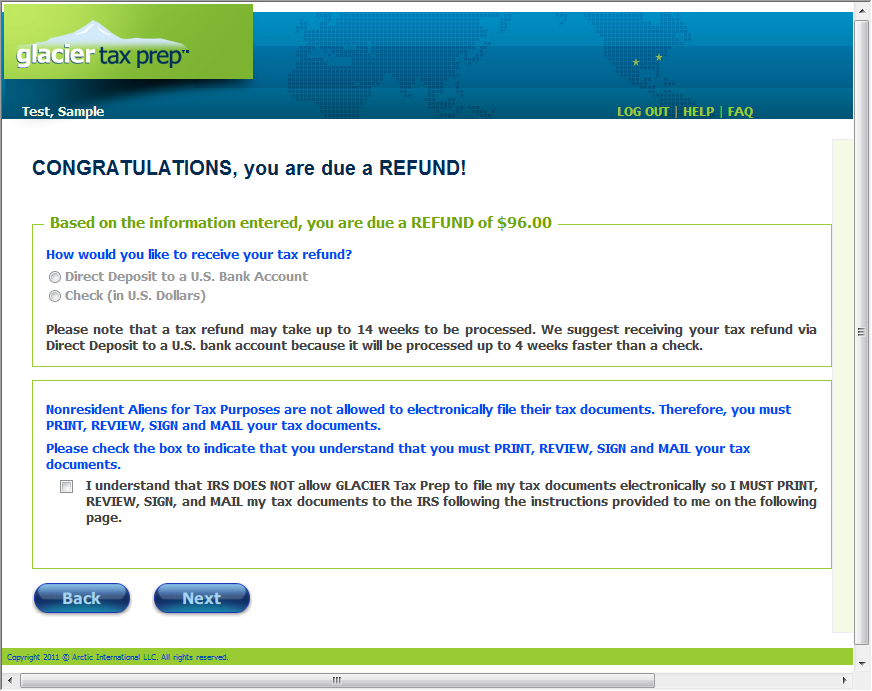 glacier tax prep™
Test, Sample
LOG OUT | HELP | FAQ
CONGRATULATIONS, you are due a REFUND!
Based on the information entered, you are due a REFUND of $96.00
How would you like to receive your tax refund?
Direct Deposit to a U.S. Bank Account
Check (in U.S. Dollars)
Please note that a tax refund may take up to 14 weeks to be processed. We suggest receiving your tax refund via
Direct Deposit to a U.S. bank account because it will be processed up to 4 weeks faster than a check.
Nonresident Aliens for Tax Purposes are not allowed to electronically file their tax documents. Therefore, you must
PRINT, REVIEW, SIGN and MAIL your tax documents.
Please check the box to indicate that you understand that you must PRINT, REVIEW, SIGN and MAIL your tax
documents.
I understand that IRS DOES NOT allow GLACIER Tax Prep to file my tax documents electronically so I MUST PRINT,
REVIEW, SIGN, and MAIL my tax documents to the IRS following the instructions provided to me on the following
page.
Back
Next
Copyright 2011 © Arctic International LLC. All rights reserved.